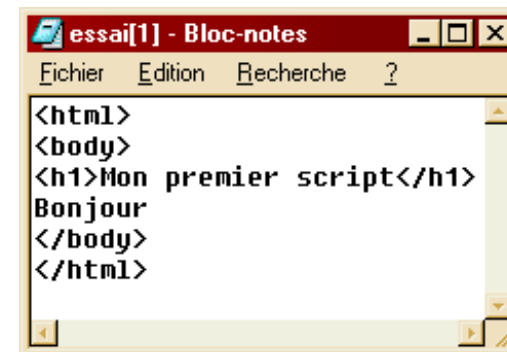 essai[1] - Bloc-notes
Fichier Edition Recherche ?
<html>
<body>
<h1>Mon premier script</h1>
Bonjour
</body>
</html>